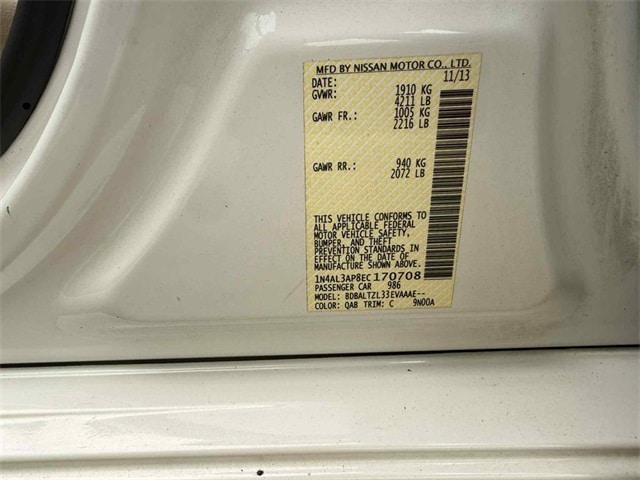 MFD BY NISSAN MOTOR CO., LTD.
DATE: 11/13
GVWR: 1910 KG
4211 LB
GAWR FR.: 1005 KG
2216 LB
GAWR RR.: 940 KG
2072 LB
THIS VEHICLE CONFORMS TO
ALL APPLICABLE FEDERAL
MOTOR VEHICLE SAFETY,
BUMPER, AND THEFT
PREVENTION STANDARDS IN
EFFECT ON THE DATE OF
MANUFACTURE SHOWN ABOVE.
1N4AL3AP8EC170708
PASSENGER CAR 986
MODEL: BDBALTZL33EVAAAE--
COLOR: QAB TRIM: C 9N00A